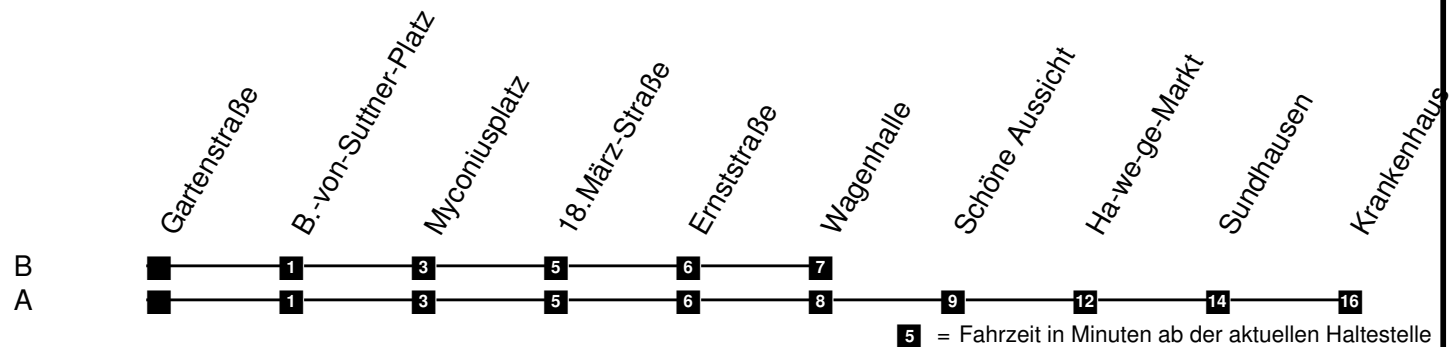 Gartenstraße
B.-von-Suttner-Platz
Myconiusplatz
18.März-Straße
Ernststraße
Wagenhalle
Schöne Aussicht
Ha-we-ge-Markt
Sundhausen
Krankenhaus
B 1 3 5 6 7
A 1 3 5 6 8 9 12 14 16
5 = Fahrzeit in Minuten ab der aktuellen Haltestelle